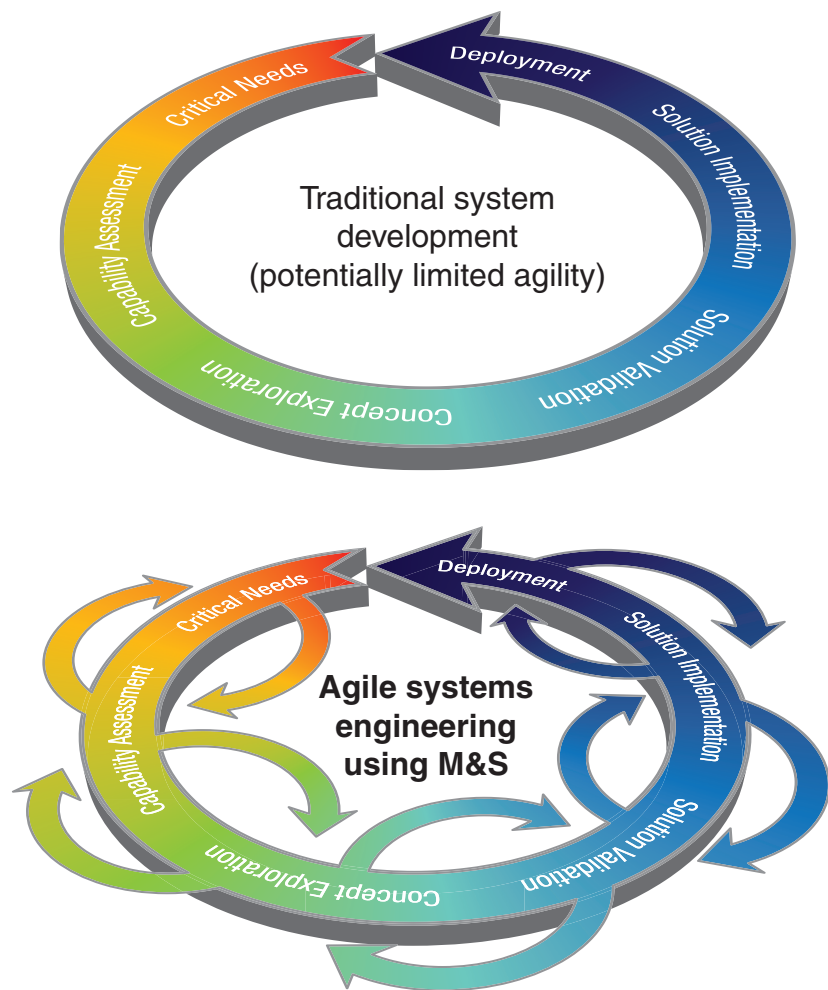 Critical Needs
Capability Assessment
Concept Exploration
Solution Validation
Solution Implementation
Deployment
Traditional system
development
(potentially limited agility)
Critical Needs
Capability Assessment
Concept Exploration
Solution Validation
Solution Implementation
Deployment
Agile systems
engineering
using M&S